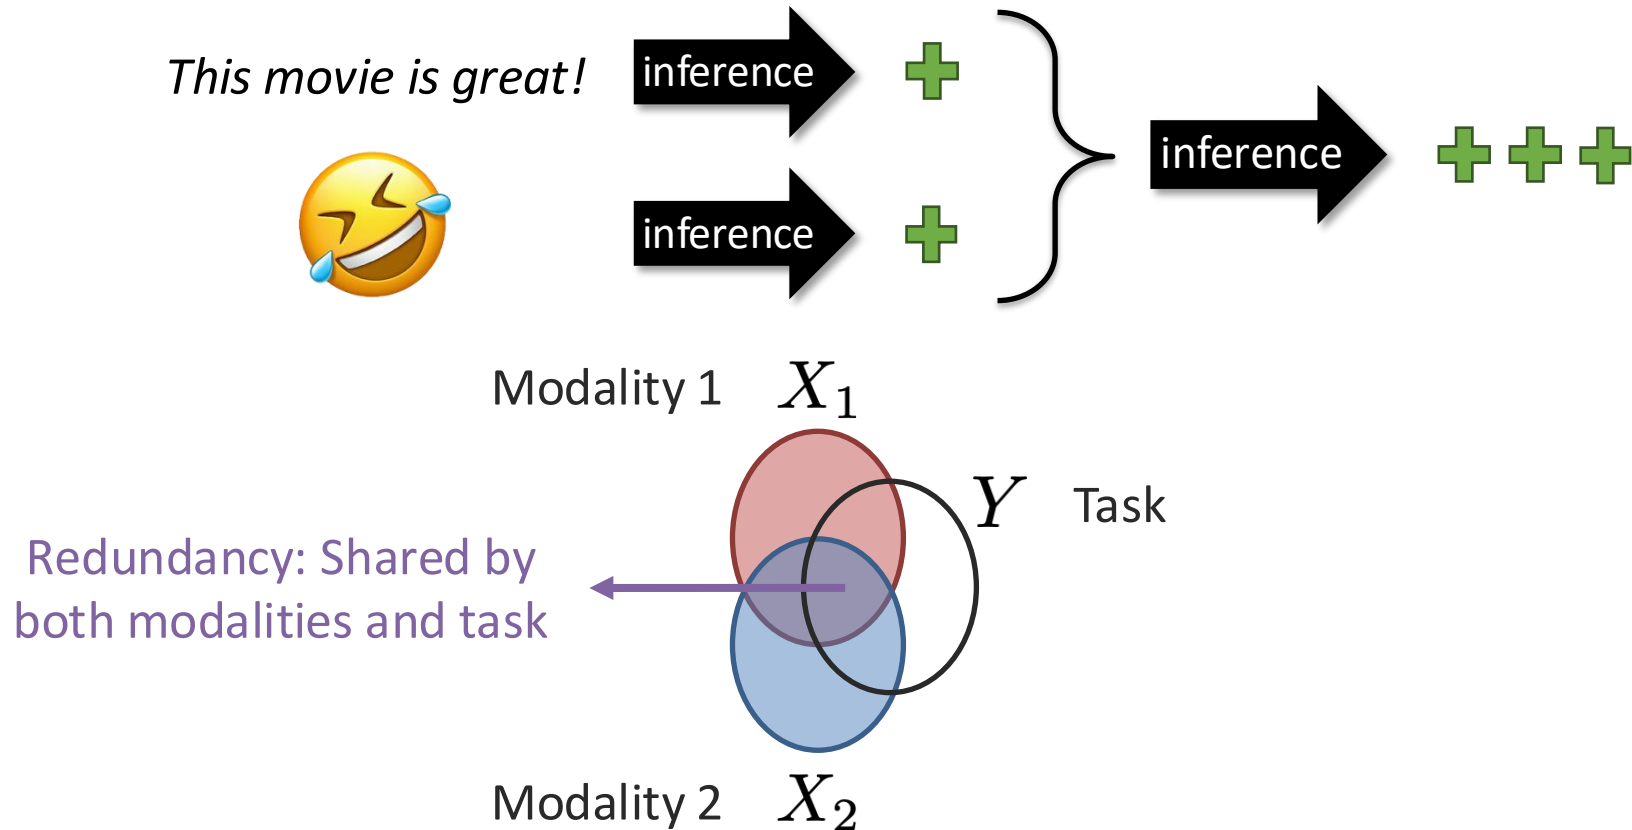 This movie is great!
inference
inference
inference
Modality 1 X₁
Y Task
Redundancy: Shared by
both modalities and task
Modality 2 X₂